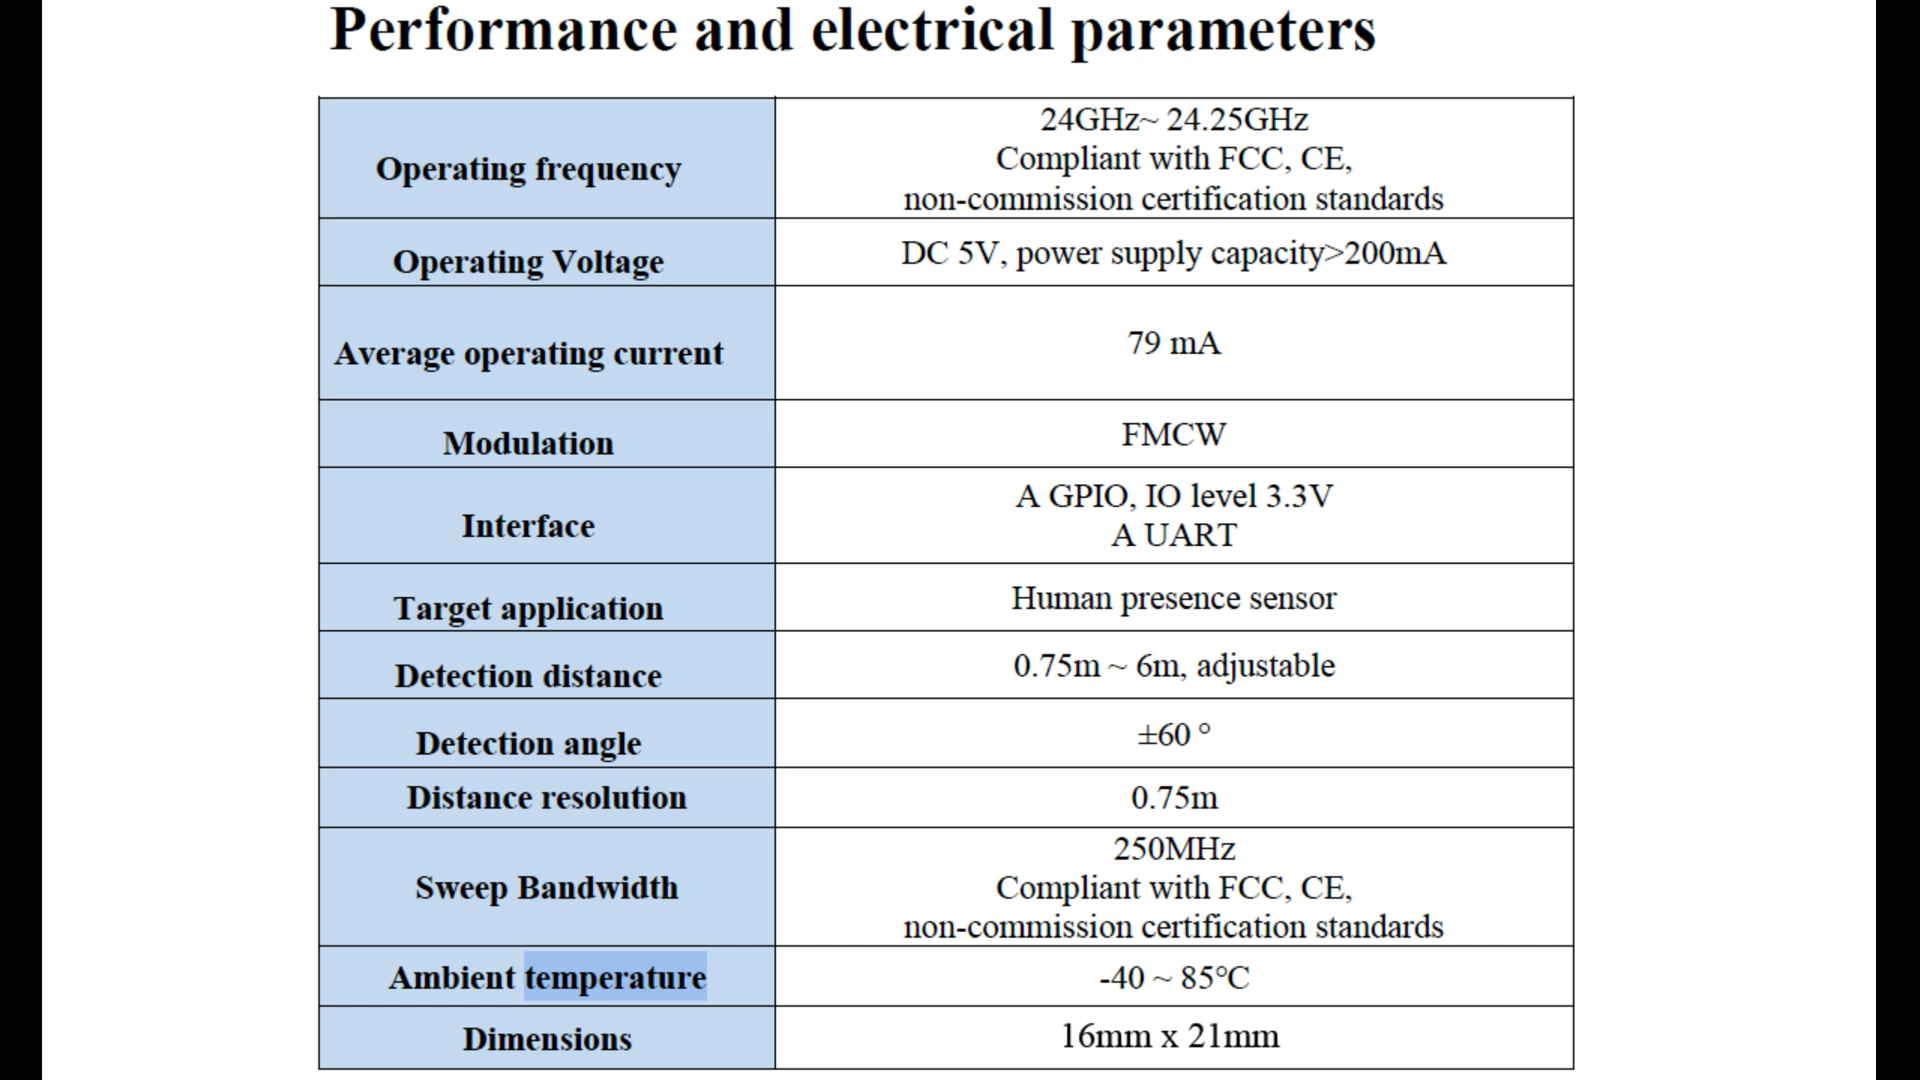 Performance and electrical parameters
Operating frequency
24GHz~ 24.25GHz
Compliant with FCC, CE,
non-commission certification standards
Operating Voltage
DC 5V, power supply capacity>200mA
Average operating current
79 mA
Modulation
FMCW
Interface
A GPIO, IO level 3.3V
A UART
Target application
Human presence sensor
Detection distance
0.75m ~ 6m, adjustable
Detection angle
±60 °
Distance resolution
0.75m
Sweep Bandwidth
250MHz
Compliant with FCC, CE,
non-commission certification standards
Ambient temperature
-40 ~ 85℃
Dimensions
16mm x 21mm